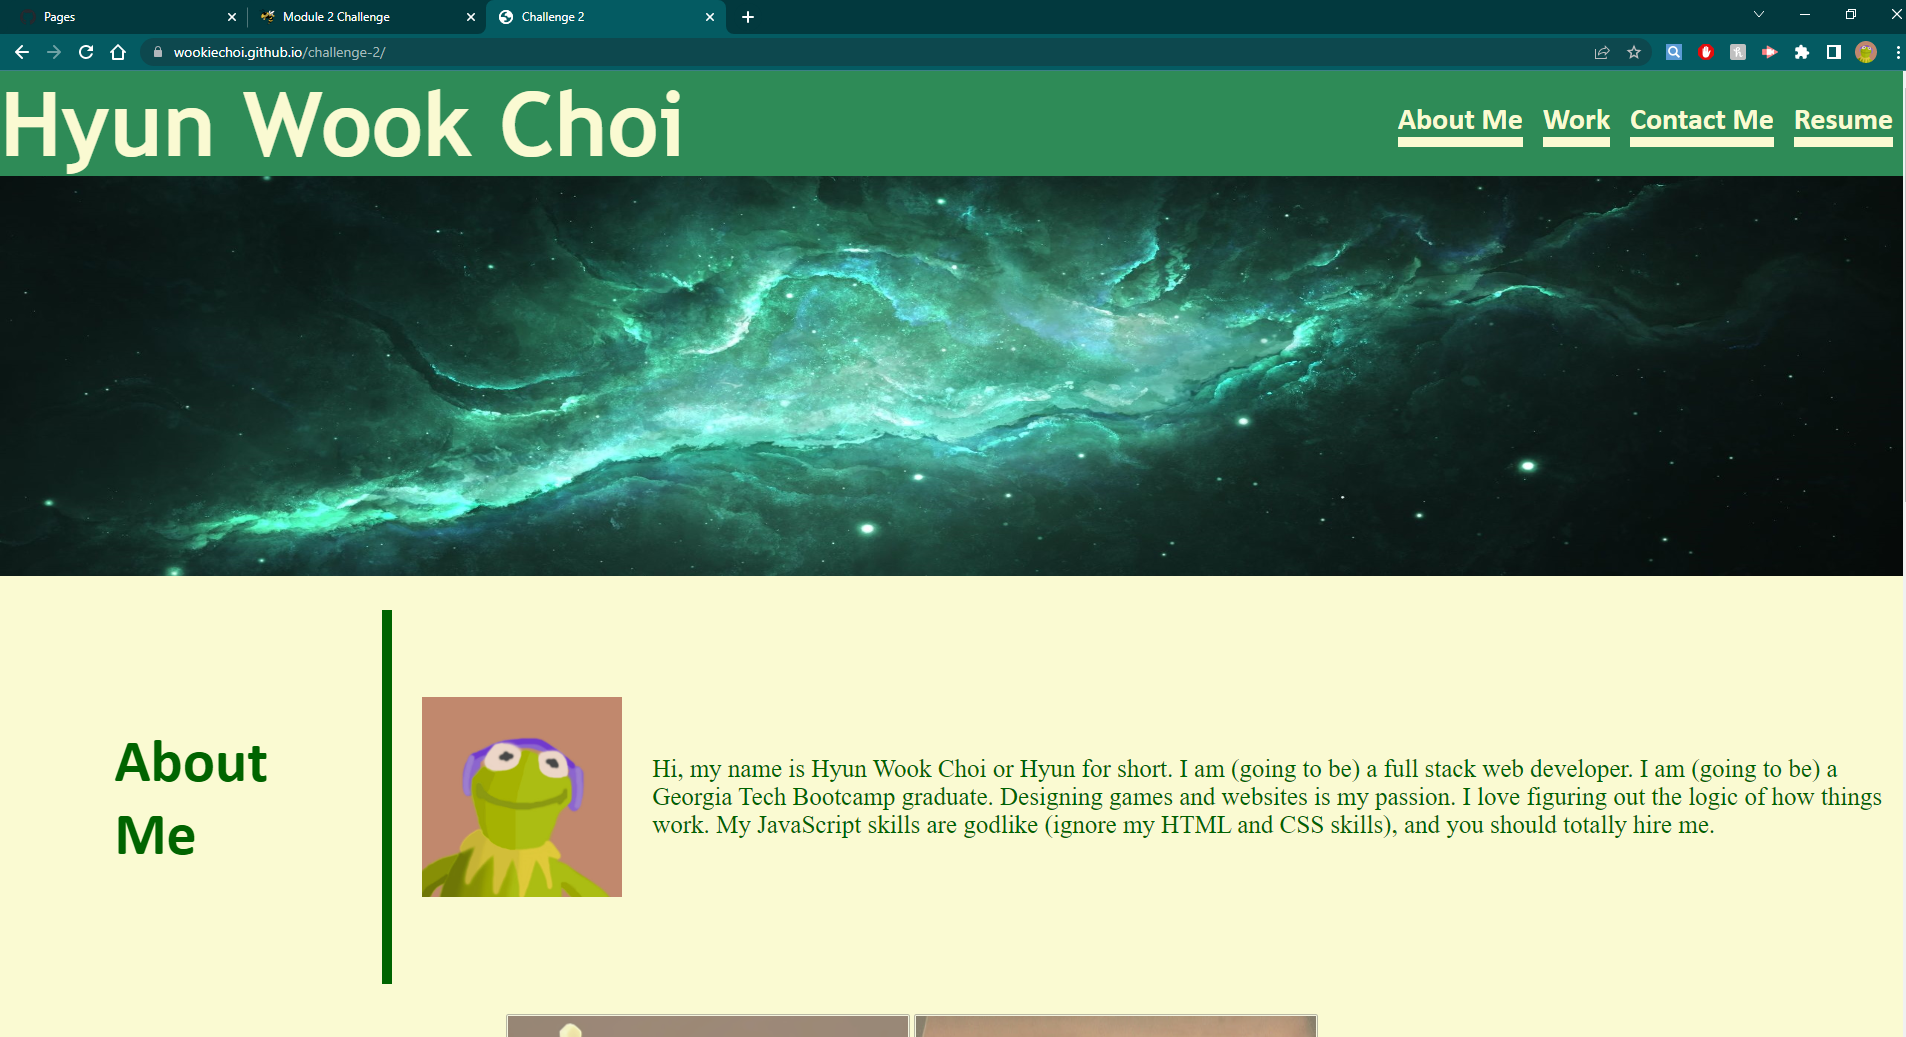 Pages
Module 2 Challenge
Challenge 2
wookiechoi.github.io/challenge-2/
Hyun Wook Choi
About Me
Work
Contact Me
Resume
About
Me
Hi, my name is Hyun Wook Choi or Hyun for short. I am (going to be) a full stack web developer. I am (going to be) a
Georgia Tech Bootcamp graduate. Designing games and websites is my passion. I love figuring out the logic of how things
work. My JavaScript skills are godlike (ignore my HTML and CSS skills), and you should totally hire me.